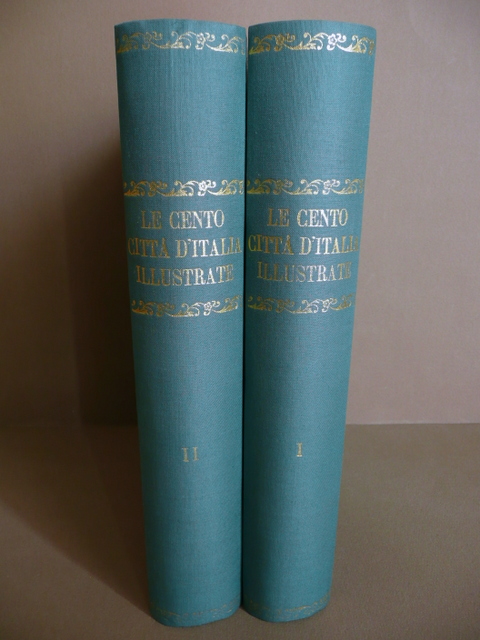 LE CENTO
CITTÀ D'ITALIA
ILLUSTRATE
II
LE CENTO
CITTÀ D'ITALIA
ILLUSTRATE
I